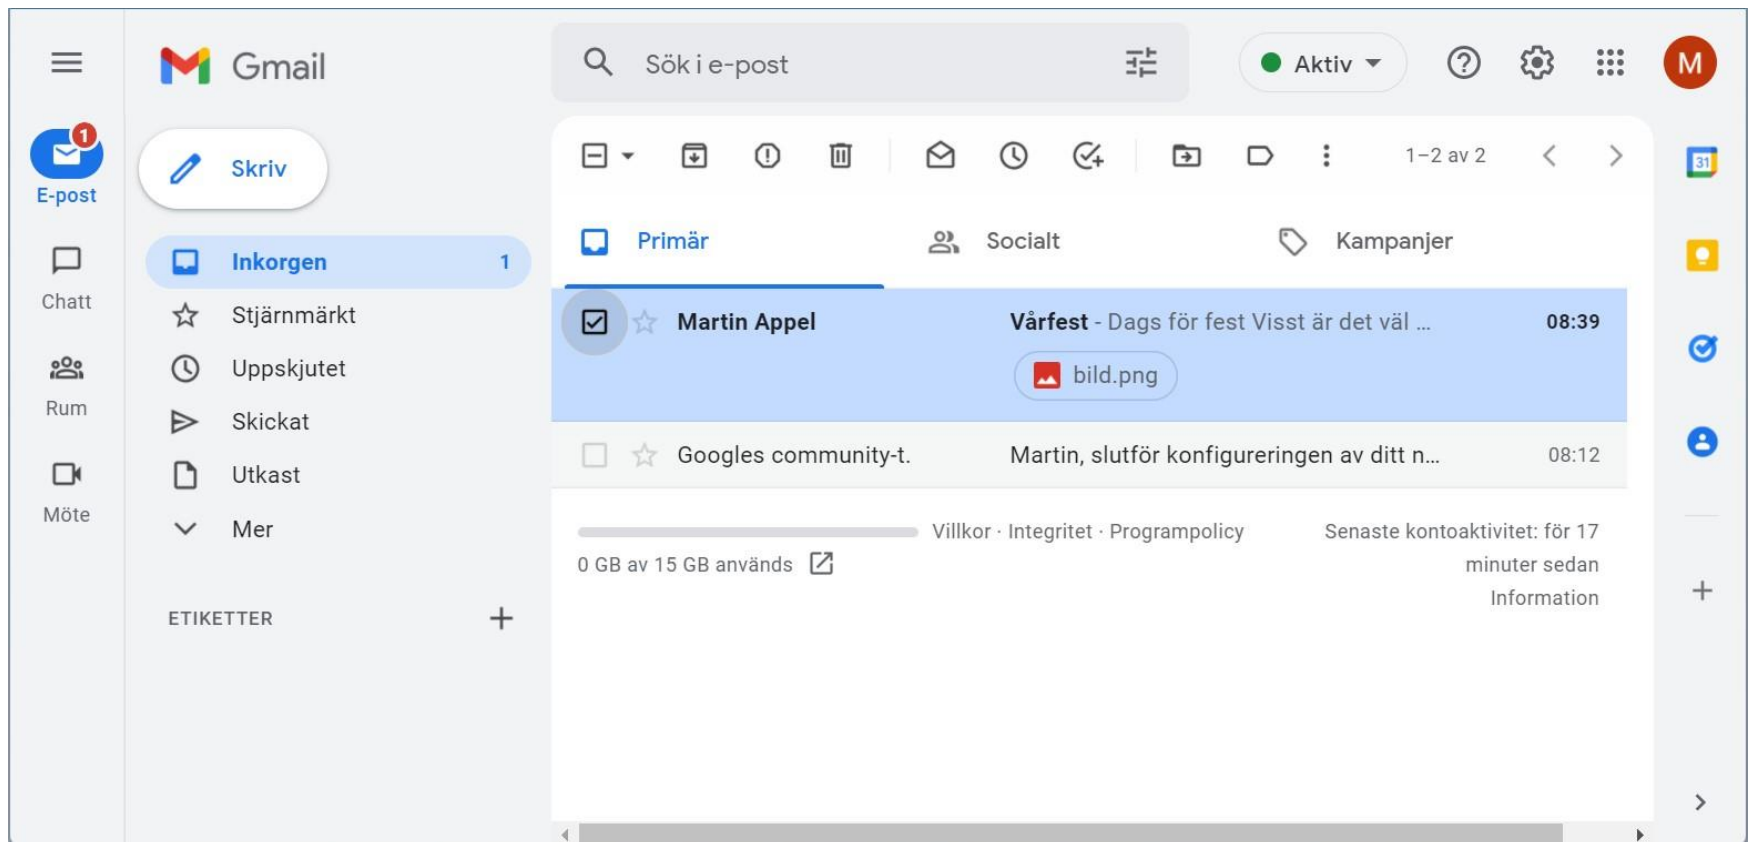 Gmail
Sök i e-post
Aktiv
M
1
E-post
Chatt
Rum
Möte
Skriv
Inkorgen 1
Stjärnmärkt
Uppskjutet
Skickat
Utkast
Mer
ETIKETTER
1–2 av 2
31
Primär
Socialt
Kampanjer
Martin Appel Vårfest - Dags för fest Visst är det väl ... 08:39
bild.png
Googles community-t. Martin, slutför konfigureringen av ditt n... 08:12
0 GB av 15 GB används
Villkor · Integritet · Programpolicy
Senaste kontoaktivitet: för 17
minuter sedan
Information